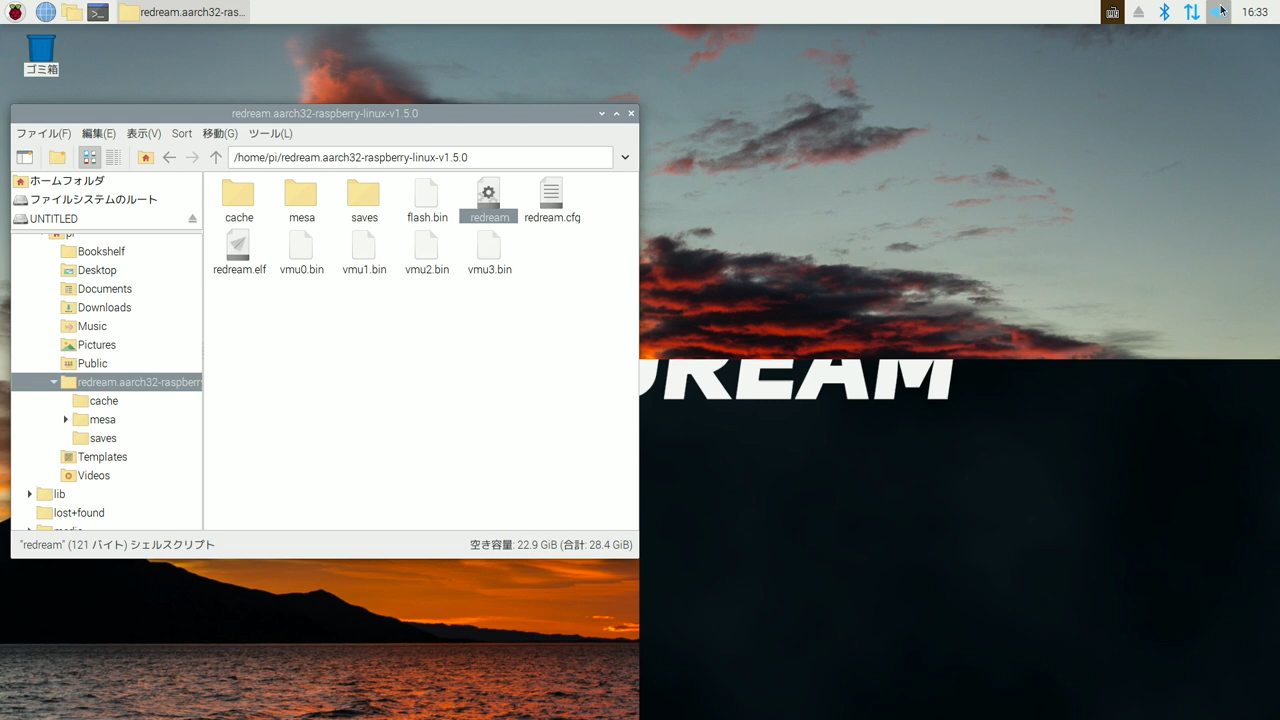 redream.aarch32-ras...
16:33
ゴミ箱
redream.aarch32-raspberry-linux-v1.5.0
ファイル(F) 編集(E) 表示(V) Sort 移動(G) ツール(L)
/home/pi/redream.aarch32-raspberry-linux-v1.5.0
ホームフォルダ
ファイルシステムのルート
UNTITLED
pi
Bookshelf
Desktop
Documents
Downloads
Music
Pictures
Public
redream.aarch32-raspberry
cache
mesa
saves
Templates
Videos
lib
lost+found
media
cache mesa saves flash.bin redream redream.cfg
redream.elf vmu0.bin vmu1.bin vmu2.bin vmu3.bin
"redream" (121 バイト) シェルスクリプト
空き容量: 22.9 GiB (合計: 28.4 GiB)
DREAM